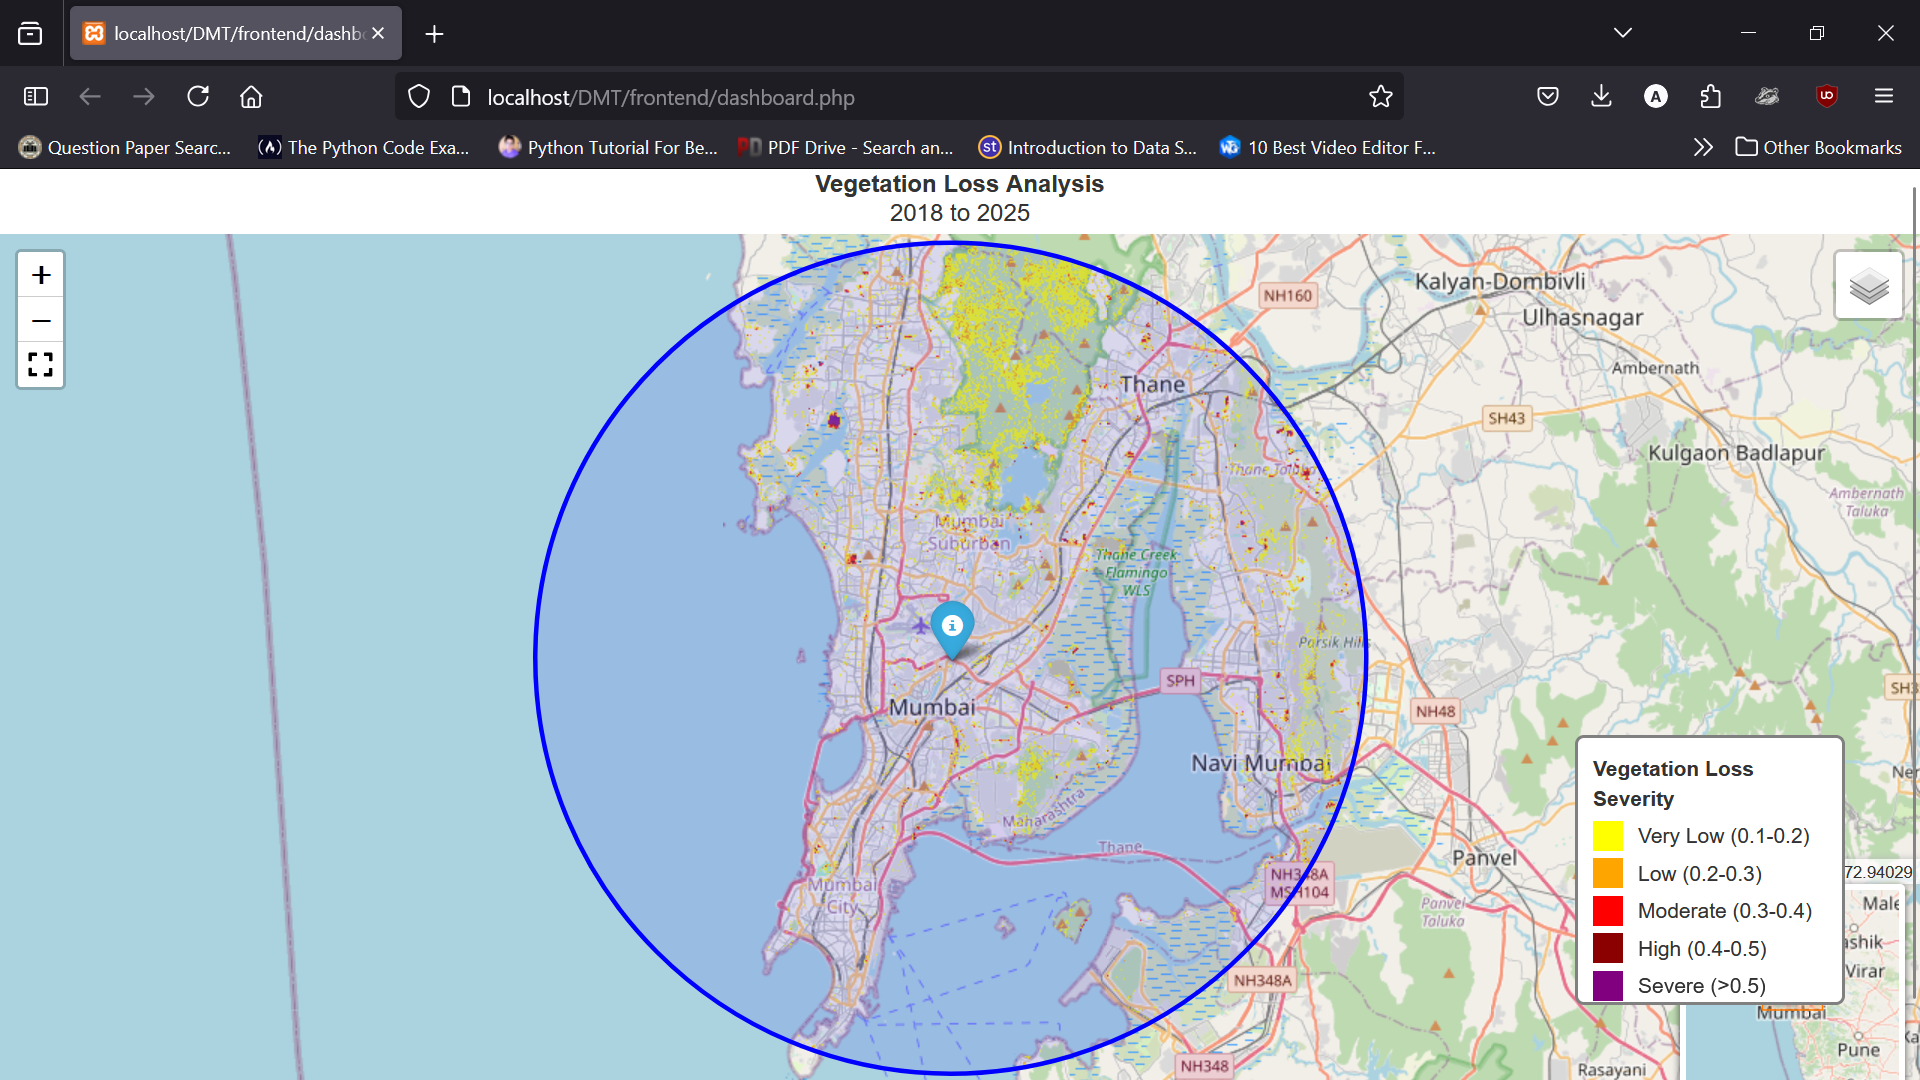 localhost/DMT/frontend/dashb
localhost/DMT/frontend/dashboard.php
A
Question Paper Searc...
The Python Code Exa...
Python Tutorial For Be...
PDF Drive - Search an...
Introduction to Data S...
10 Best Video Editor F...
Other Bookmarks
Vegetation Loss Analysis
2018 to 2025
+
−
Kalyan-Dombivli
NH160
Ulhasnagar
Ambernath
Thane
SH43
Kulgaon Badlapur
Thane Taluka
Ambernath
Taluka
Mumbai
Suburban
Thane Creek
Flamingo
WLS
Parsik Hills
SPH
SH3
Mumbai
NH48
Navi Mumbai
Maharashtra
Thane
Panvel
NH348A
MSH104
Mumbai
City
Panvel
Taluka
NH348A
NH348
Rasayani
Ner
Vegetation Loss
Severity
Very Low (0.1-0.2)
Low (0.2-0.3)
Moderate (0.3-0.4)
High (0.4-0.5)
Severe (>0.5)
72.94029
Male
ashik
Virar
Mumbai
Ka
Pune